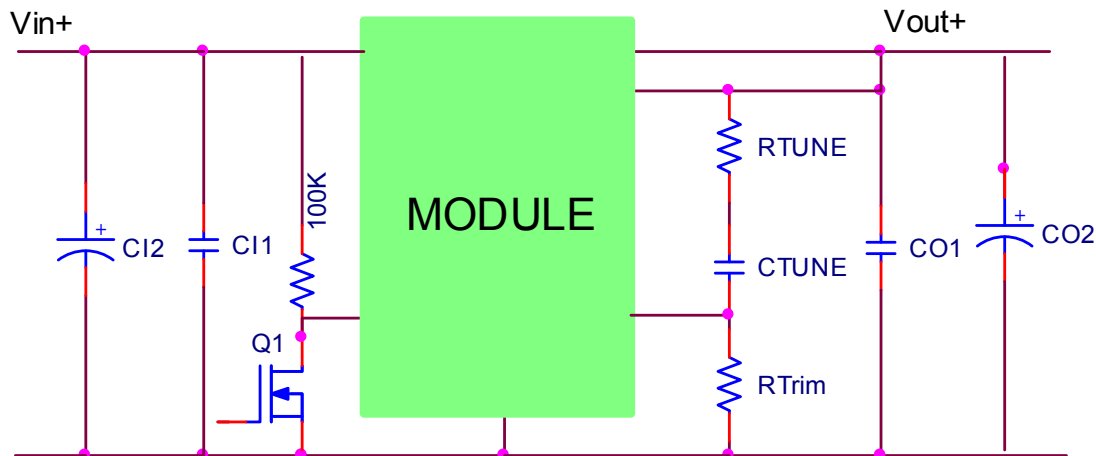 Vin+
Vout+
100K
RTUNE
MODULE
+
CI2
CI1
CTUNE
CO1
+
CO2
Q1
RTrim